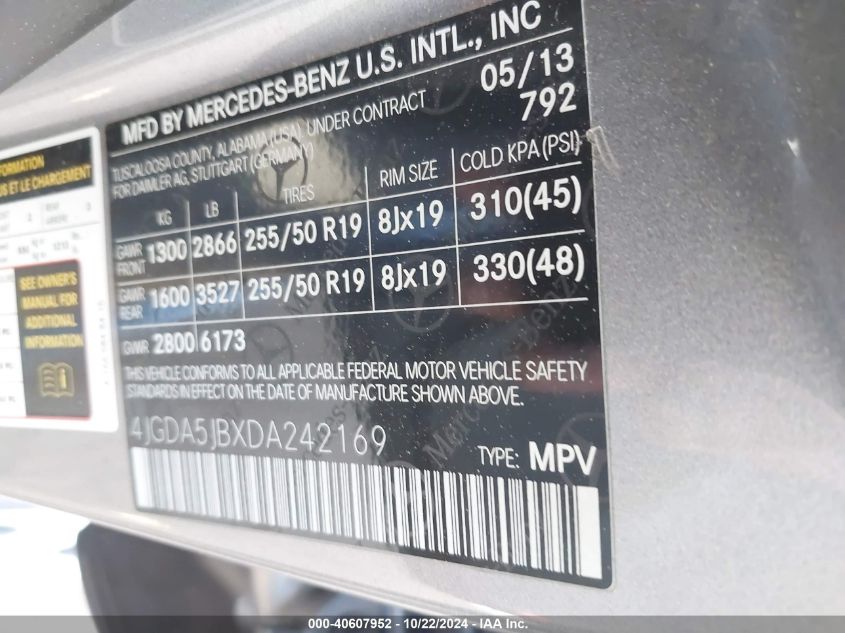 MFD BY MERCEDES-BENZ U.S. INTL., INC
TUSCALOOSA COUNTY, ALABAMA (USA), UNDER CONTRACT
FOR DAIMLER AG, STUTTGART (GERMANY)
05/13
792
KG LB TIRES RIM SIZE COLD KPA (PSI)
GAWR FRONT 1300 2866 255/50 R19 8Jx19 310(45)
GAWR REAR 1600 3527 255/50 R19 8Jx19 330(48)
GVWR 2800 6173
THIS VEHICLE CONFORMS TO ALL APPLICABLE FEDERAL MOTOR VEHICLE SAFETY
STANDARDS IN EFFECT ON THE DATE OF MANUFACTURE SHOWN ABOVE.
4JGDA5JBXDA242169
TYPE: MPV
ET LE CHARGEMENT
SEE OWNER'S
MANUAL FOR
ADDITIONAL
INFORMATION
000-40607952 - 10/22/2024 - IAA Inc.